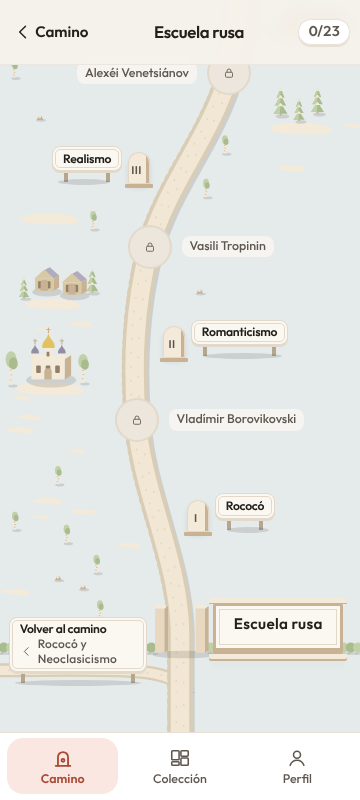 Camino
Escuela rusa
0/23
Alexéi Venetsiánov
Realismo
III
Vasili Tropinin
Romanticismo
II
Vladímir Borovikovski
Rococó
I
Volver al camino
Rococó y
Neoclasicismo
Escuela rusa
Camino
Colección
Perfil